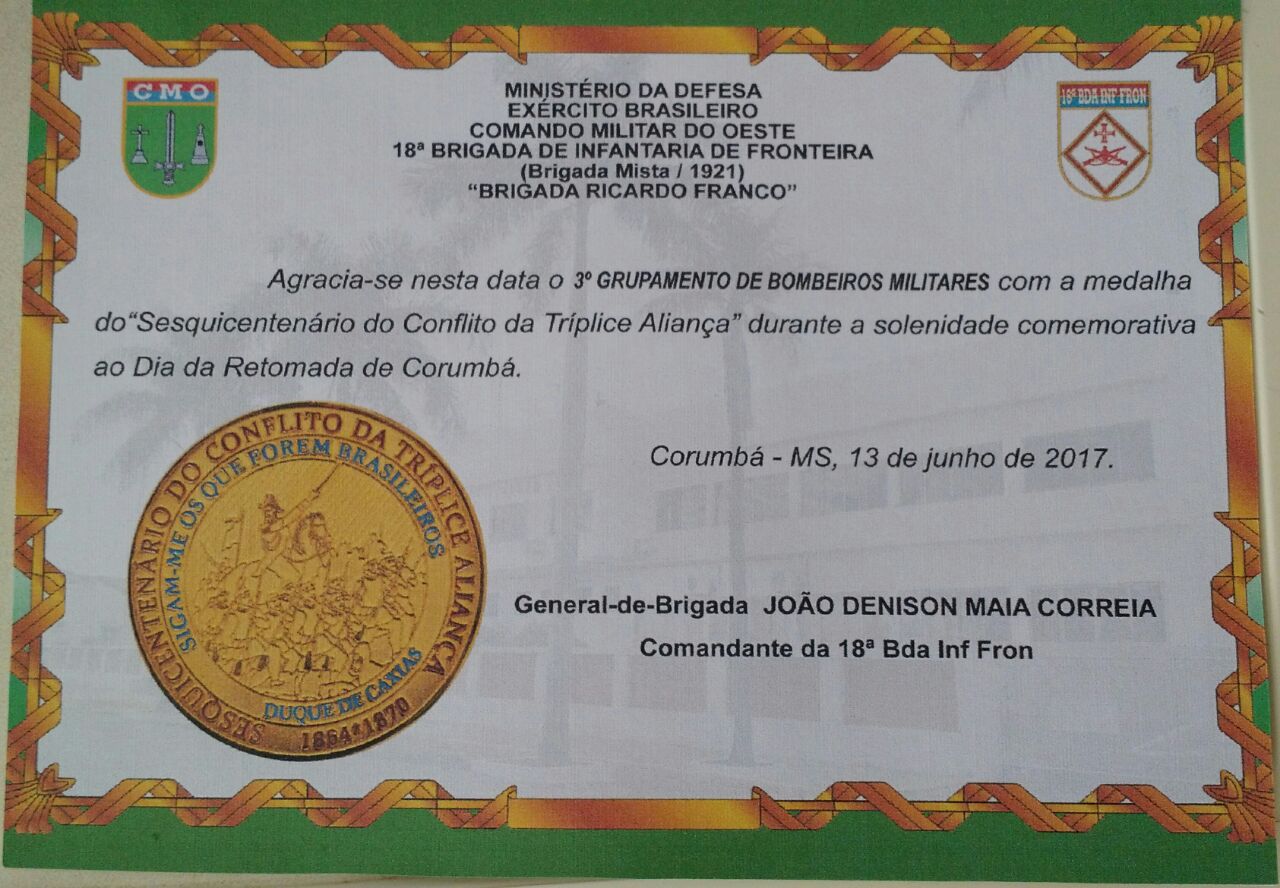 CMO
MINISTÉRIO DA DEFESA
EXÉRCITO BRASILEIRO
COMANDO MILITAR DO OESTE
18ª BRIGADA DE INFANTARIA DE FRONTEIRA
(Brigada Mista / 1921)
“BRIGADA RICARDO FRANCO”
18ª BDA INF FRON
Agracia-se nesta data o 3º GRUPAMENTO DE BOMBEIROS MILITARES com a medalha
do“Sesquicentenário do Conflito da Tríplice Aliança” durante a solenidade comemorativa
ao Dia da Retomada de Corumbá.
SESQUICENTENÁRIO DO CONFLITO DA TRÍPLICE ALIANÇA
SIGAM-ME OS QUE FOREM BRASILEIROS
DUQUE DE CAXIAS
1864*1870
Corumbá - MS, 13 de junho de 2017.
General-de-Brigada JOÃO DENISON MAIA CORREIA
Comandante da 18ª Bda Inf Fron